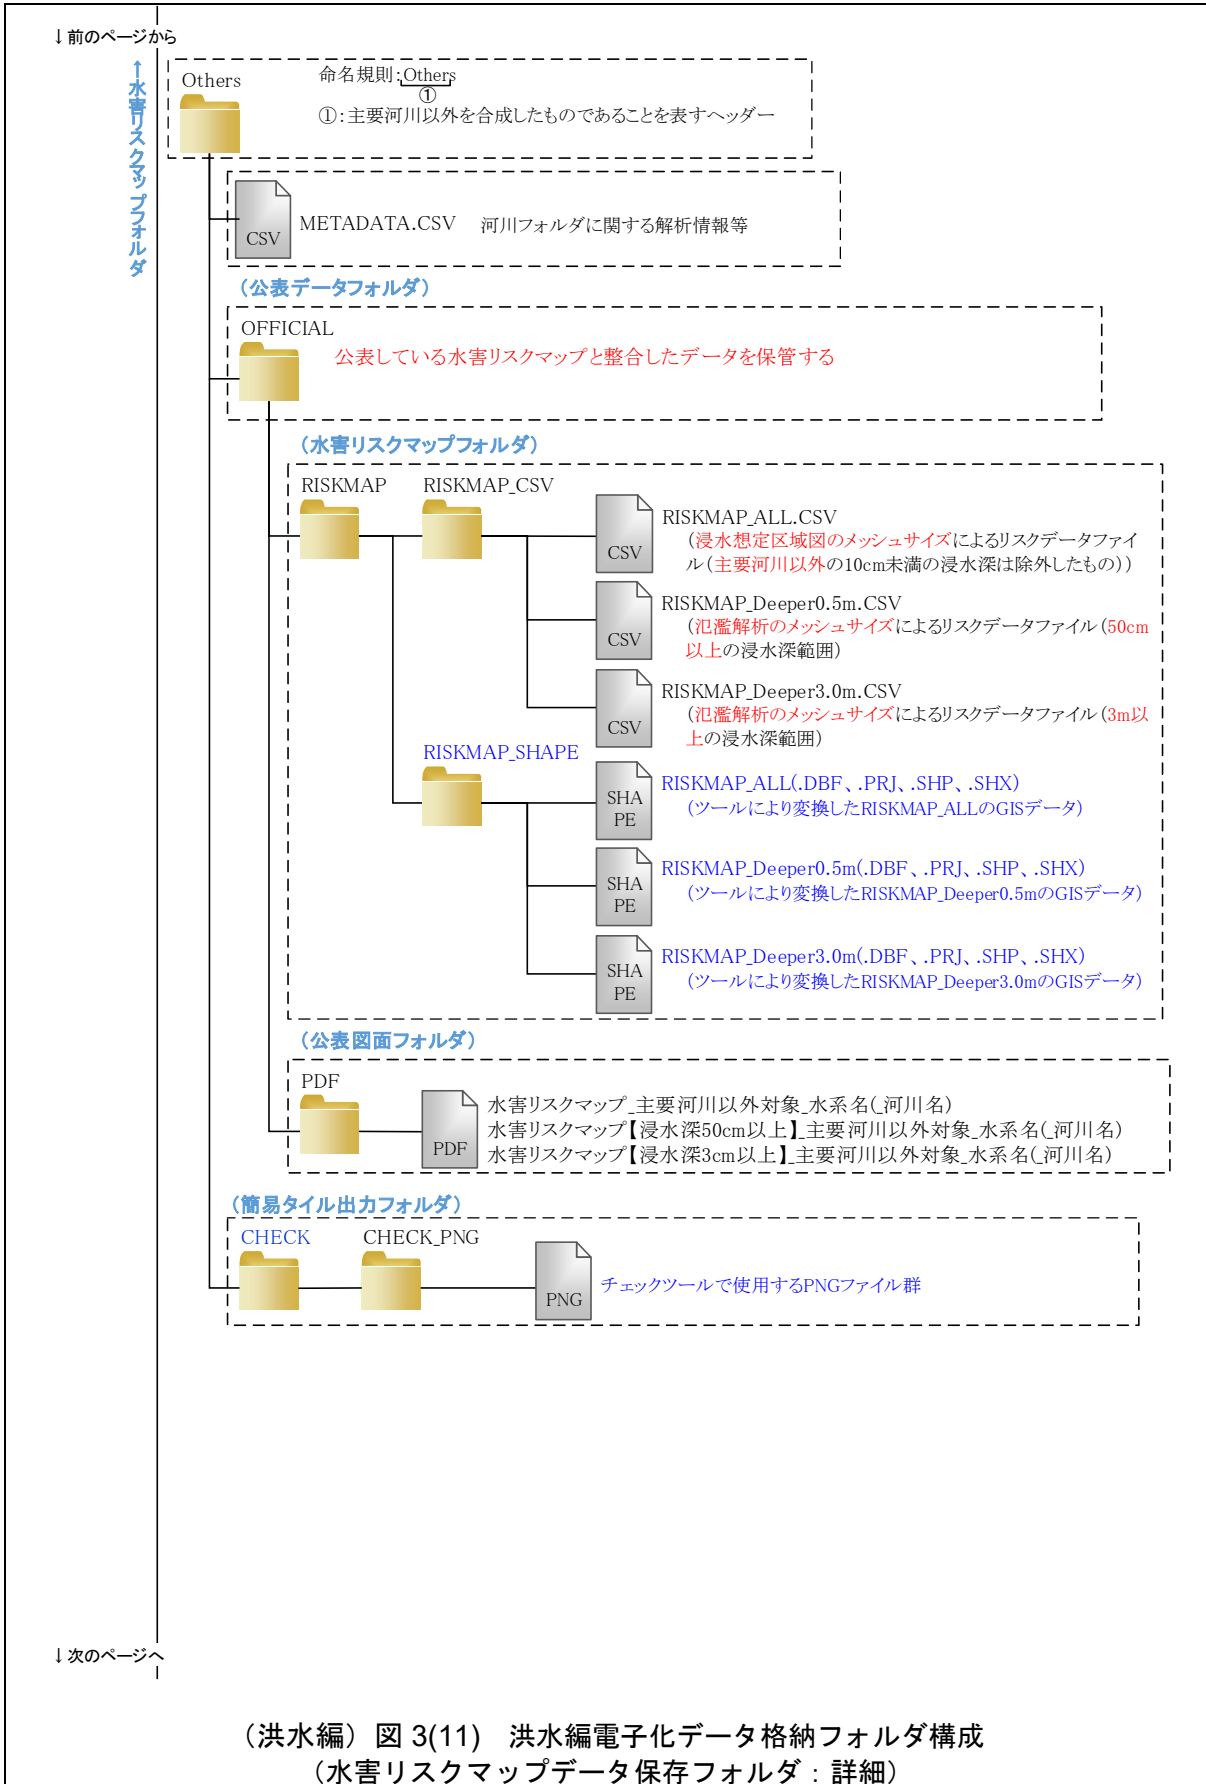 ↓前のページから
↑水害リスクマップフォルダ
Others
命名規則:Others
①
①:主要河川以外を合成したものであることを表すヘッダー
CSV
METADATA.CSV 河川フォルダに関する解析情報等
(公表データフォルダ)
OFFICIAL
公表している水害リスクマップと整合したデータを保管する
(水害リスクマップフォルダ)
RISKMAP
RISKMAP_CSV
CSV
RISKMAP_ALL.CSV
(浸水想定区域図のメッシュサイズによるリスクデータファイ
ル(主要河川以外の10cm未満の浸水深は除外したもの))
CSV
RISKMAP_Deeper0.5m.CSV
(氾濫解析のメッシュサイズによるリスクデータファイル(50cm
以上の浸水深範囲)
CSV
RISKMAP_Deeper3.0m.CSV
(氾濫解析のメッシュサイズによるリスクデータファイル(3m以
上の浸水深範囲)
RISKMAP_SHAPE
SHA
PE
RISKMAP_ALL(.DBF、.PRJ、.SHP、.SHX)
(ツールにより変換したRISKMAP_ALLのGISデータ)
SHA
PE
RISKMAP_Deeper0.5m(.DBF、.PRJ、.SHP、.SHX)
(ツールにより変換したRISKMAP_Deeper0.5mのGISデータ)
SHA
PE
RISKMAP_Deeper3.0m(.DBF、.PRJ、.SHP、.SHX)
(ツールにより変換したRISKMAP_Deeper3.0mのGISデータ)
(公表図面フォルダ)
PDF
PDF
水害リスクマップ_主要河川以外対象_水系名(_河川名)
水害リスクマップ【浸水深50cm以上】_主要河川以外対象_水系名(_河川名)
水害リスクマップ【浸水深3cm以上】_主要河川以外対象_水系名(_河川名)
(簡易タイル出力フォルダ)
CHECK
CHECK_PNG
PNG
チェックツールで使用するPNGファイル群
↓次のページへ
(洪水編)図 3(11) 洪水編電子化データ格納フォルダ構成
(水害リスクマップデータ保存フォルダ:詳細)